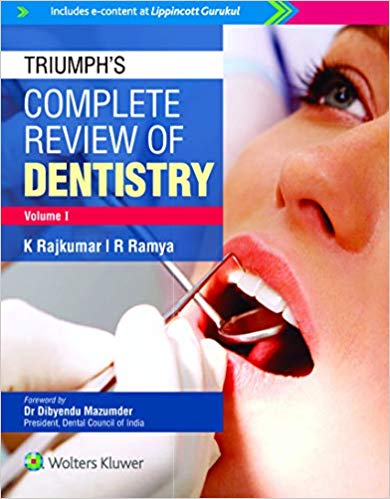 Includes e-content at Lippincott Gurukul
TRIUMPH'S
COMPLETE
REVIEW OF
DENTISTRY
Volume I
K Rajkumar I R Ramya
Foreword by
Dr Dibyendu Mazumder
President, Dental Council of India
Wolters Kluwer